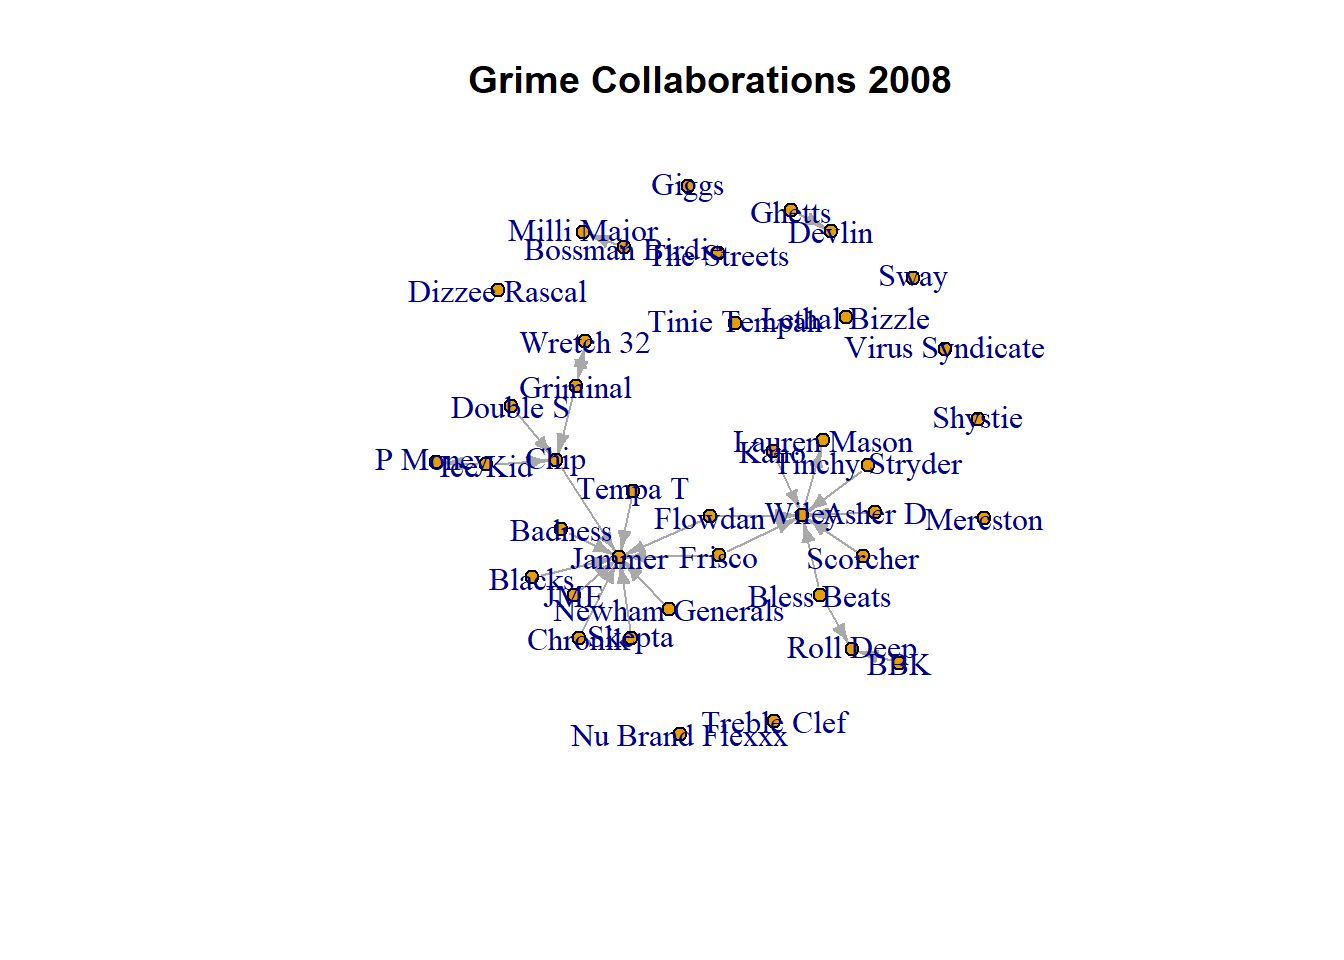 Grime Collaborations 2008
Giggs
Ghetts
Milli Major
Devlin
Bossman Birdie
The Streets
Sway
Dizzee Rascal
Tinie Tempah
Lethal Bizzle
Wretch 32
Virus Syndicate
Griminal
Double S
Shystie
Lauren Mason
Kano
P Money
Ice Kid
Chip
Tinchy Stryder
Tempa T
Flowdan
Wiley
Asher D
Mereston
Badness
Jammer
Frisco
Scorcher
Blacks
JME
Newham Generals
Bless Beats
Chronik
Skepta
Roll Deep
BBK
Treble Clef
Nu Brand Flexxx